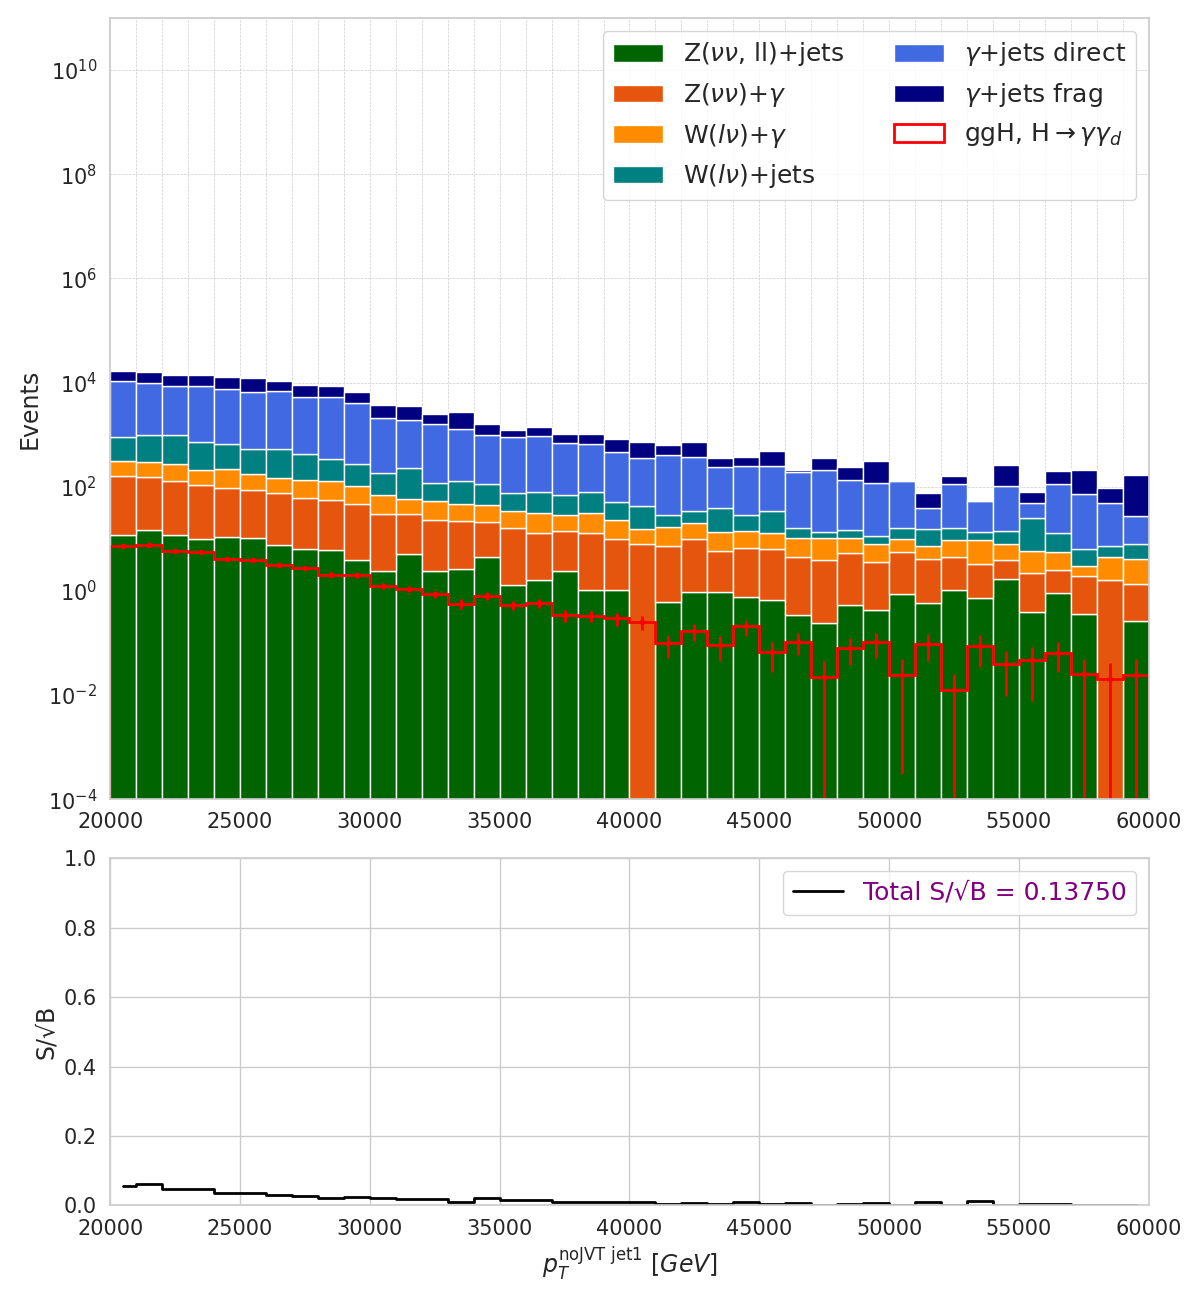 Z(νν, ll)+jets
Z(νν)+γ
W(lν)+γ
W(lν)+jets
γ+jets direct
γ+jets frag
ggH, H→γγ_d
Events
10^10
10^8
10^6
10^4
10^2
10^0
10^−2
10^−4
20000 25000 30000 35000 40000 45000 50000 55000 60000
Total S/√B = 0.13750
S/√B
1.0
0.8
0.6
0.4
0.2
0.0
20000 25000 30000 35000 40000 45000 50000 55000 60000
p_T^noJVT jet1 [GeV]